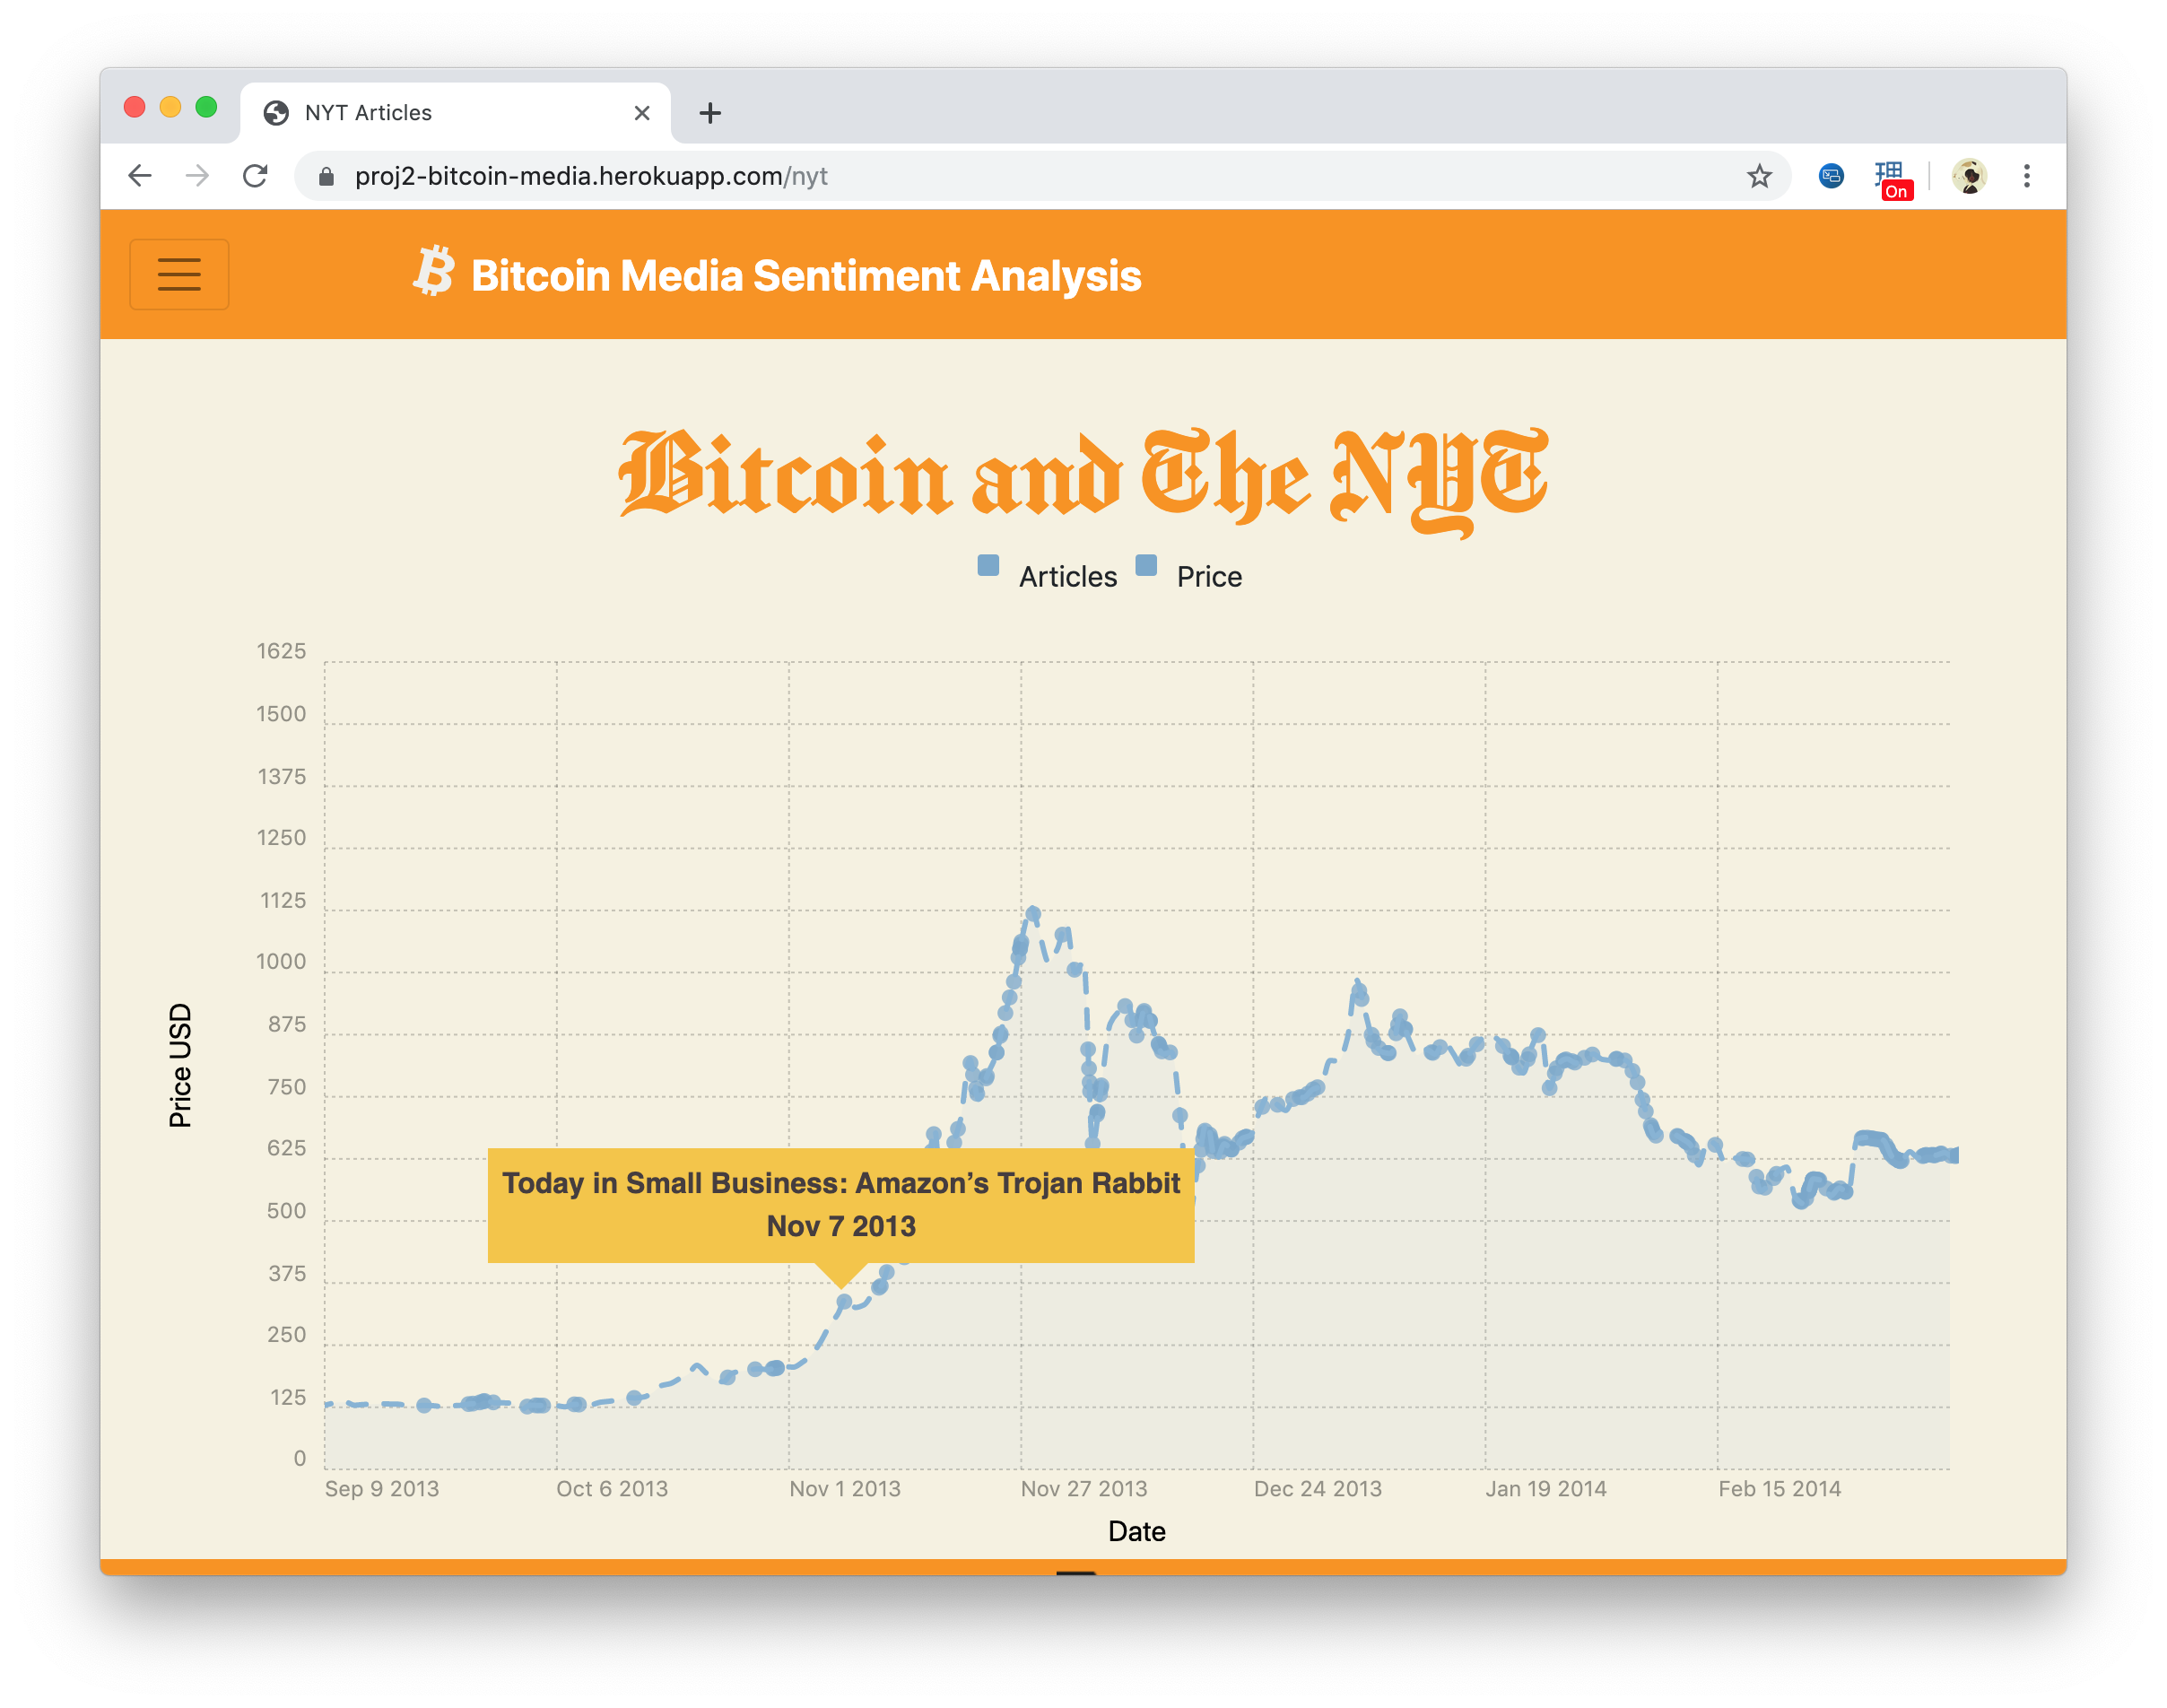 NYT Articles
proj2-bitcoin-media.herokuapp.com/nyt
On
Bitcoin Media Sentiment Analysis
Bitcoin and The NYT
Articles Price
1625
1500
1375
1250
1125
1000
875
750
625
500
375
250
125
0
Price USD
Today in Small Business: Amazon’s Trojan Rabbit
Nov 7 2013
Sep 9 2013 Oct 6 2013 Nov 1 2013 Nov 27 2013 Dec 24 2013 Jan 19 2014 Feb 15 2014
Date